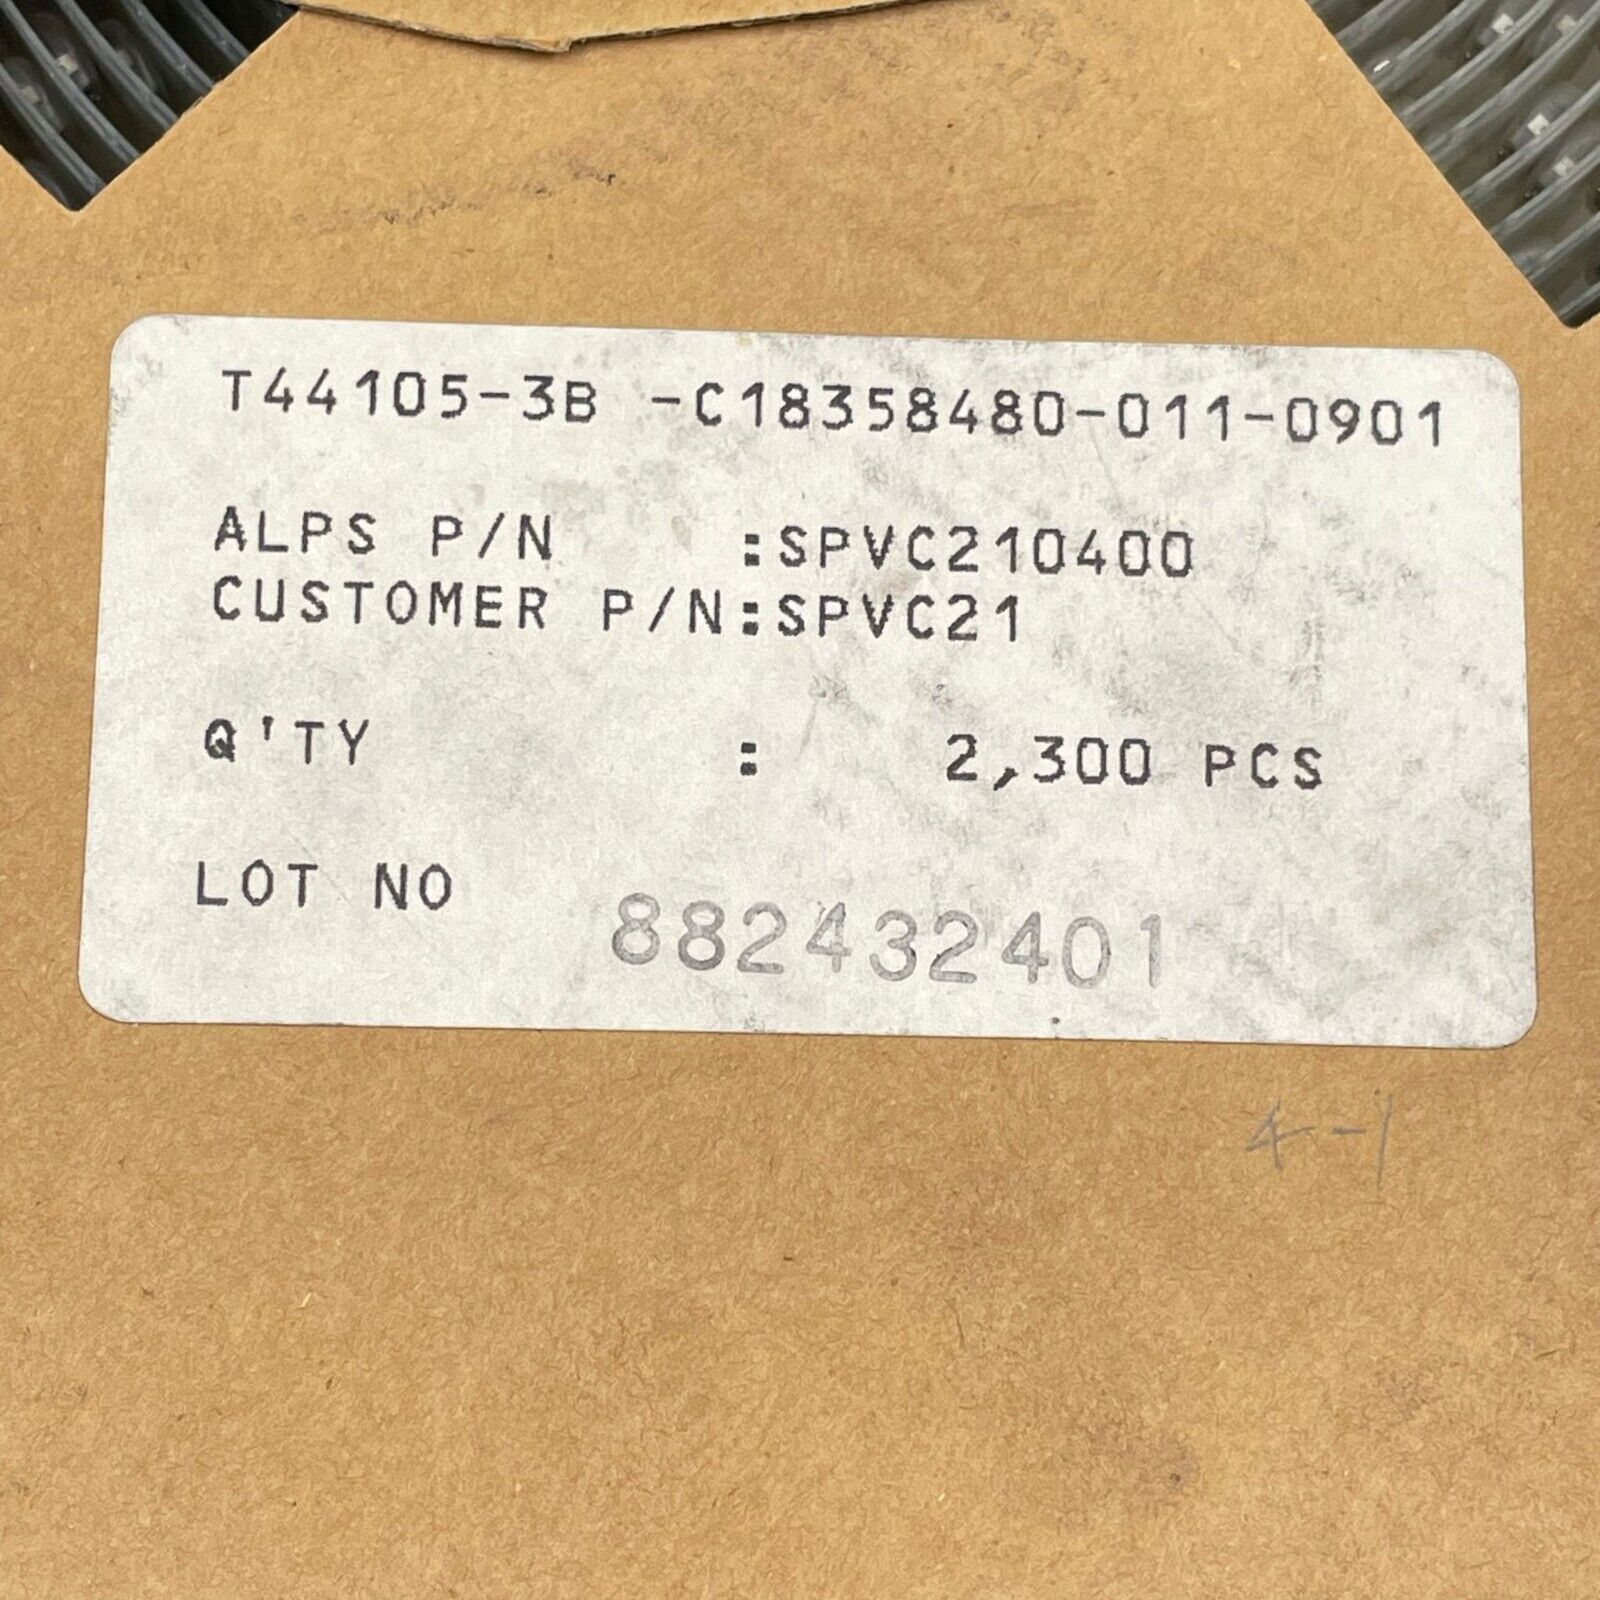 T44105-3B -C18358480-011-0901
ALPS P/N :SPVC210400
CUSTOMER P/N:SPVC21
Q'TY : 2,300 PCS
LOT NO 882432401
4-1